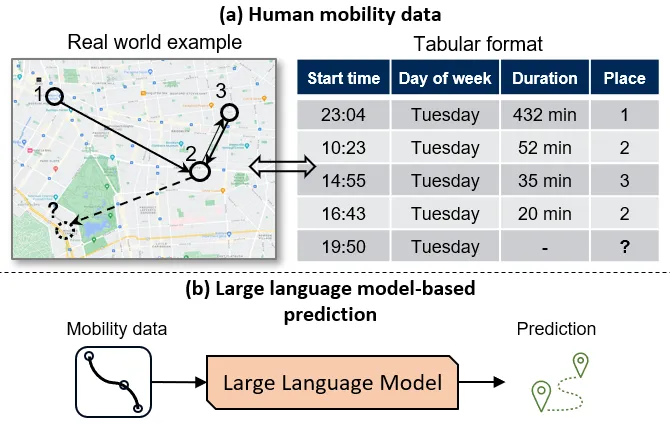 (a) Human mobility data
Real world example
Tabular format
1
3
2
?
Start time Day of week Duration Place
23:04 Tuesday 432 min 1
10:23 Tuesday 52 min 2
14:55 Tuesday 35 min 3
16:43 Tuesday 20 min 2
19:50 Tuesday - ?
(b) Large language model-based
prediction
Mobility data
Prediction
Large Language Model